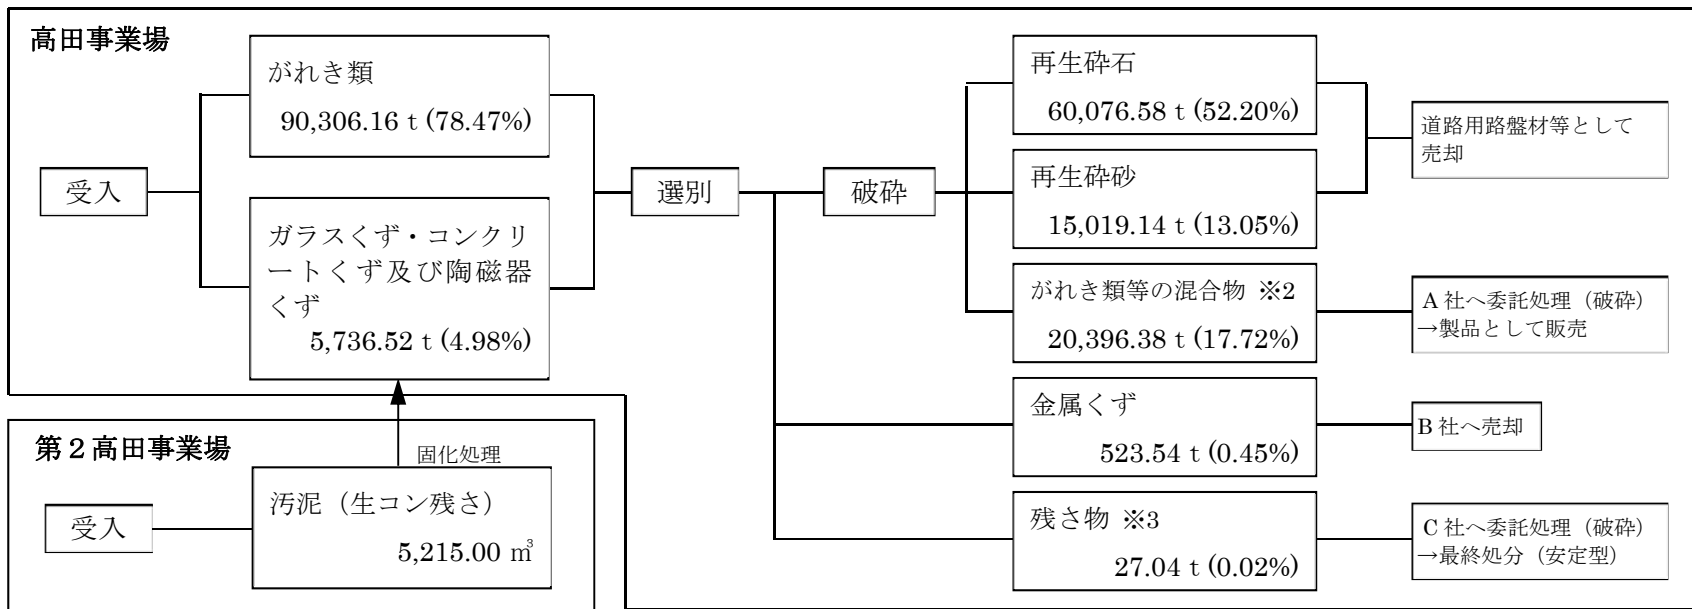 高田事業場
受入
がれき類
90,306.16 t (78.47%)
ガラスくず・コンクリ
ートくず及び陶磁器
くず
5,736.52 t (4.98%)
選別
破砕
再生砕石
60,076.58 t (52.20%)
再生砕砂
15,019.14 t (13.05%)
がれき類等の混合物 ※2
20,396.38 t (17.72%)
金属くず
523.54 t (0.45%)
残さ物 ※3
27.04 t (0.02%)
道路用路盤材等として
売却
A 社へ委託処理（破砕）
→製品として販売
B 社へ売却
C 社へ委託処理（破砕）
→最終処分（安定型）
第２高田事業場
固化処理
受入
汚泥（生コン残さ）
5,215.00 ㎥